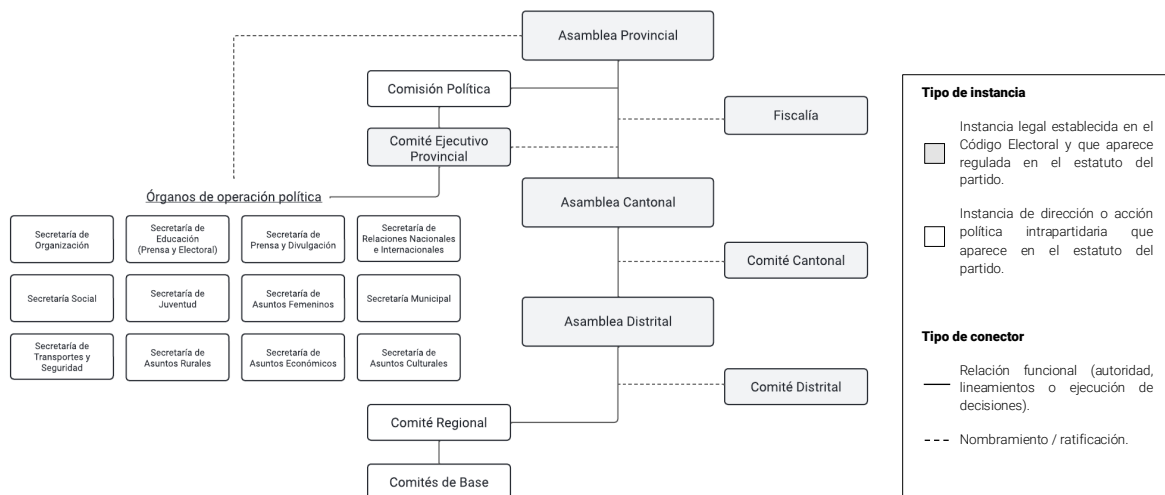 Asamblea Provincial
Comisión Política
Fiscalía
Comité Ejecutivo
Provincial
Órganos de operación política
Asamblea Cantonal
Secretaría de
Organización
Secretaría de
Educación
(Prensa y Electoral)
Secretaría de
Prensa y Divulgación
Secretaría de
Relaciones Nacionales
e Internacionales
Comité Cantonal
Secretaría Social
Secretaría de
Juventud
Secretaría de
Asuntos Femeninos
Secretaría Municipal
Asamblea Distrital
Secretaría de
Transportes y
Seguridad
Secretaría de
Asuntos Rurales
Secretaría de
Asuntos Económicos
Secretaría de
Asuntos Culturales
Comité Distrital
Comité Regional
Comités de Base
Tipo de instancia
Instancia legal establecida en el
Código Electoral y que aparece
regulada en el estatuto del
partido.
Instancia de dirección o acción
política intrapartidaria que
aparece en el estatuto del
partido.
Tipo de conector
Relación funcional (autoridad,
lineamientos o ejecución de
decisiones).
Nombramiento / ratificación.